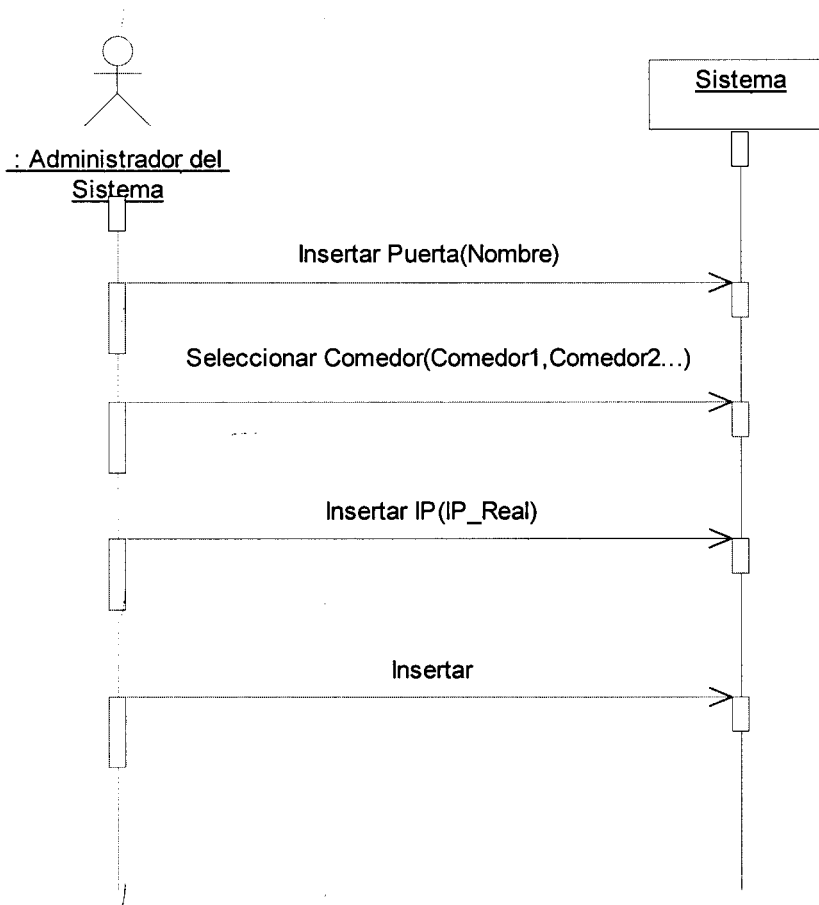 Sistema
: Administrador del
Sistema
Insertar Puerta(Nombre)
Seleccionar Comedor(Comedor1,Comedor2...)
Insertar IP(IP_Real)
Insertar